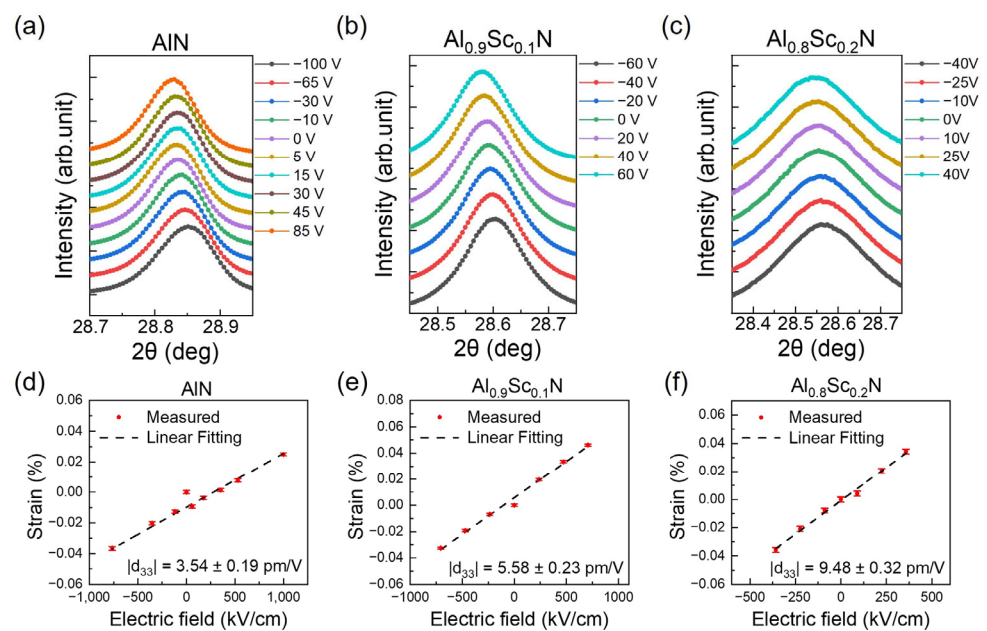 (a)
AlN
−100 V
−65 V
−30 V
−10 V
0 V
5 V
15 V
30 V
45 V
85 V
Intensity (arb.unit)
28.7 28.8 28.9
2θ (deg)
(b)
Al0.9Sc0.1N
−60 V
−40 V
−20 V
0 V
20 V
40 V
60 V
Intensity (arb.unit)
28.5 28.6 28.7
2θ (deg)
(c)
Al0.8Sc0.2N
−40V
−25V
−10V
0V
10V
25V
40V
Intensity (arb.unit)
28.4 28.5 28.6 28.7
2θ (deg)
(d)
AlN
0.06
0.04
0.02
0.00
−0.02
−0.04
−0.06
Strain (%)
Measured
Linear Fitting
|d33| = 3.54 ± 0.19 pm/V
−1,000 −500 0 500 1,000
Electric field (kV/cm)
(e)
Al0.9Sc0.1N
0.08
0.06
0.04
0.02
0.00
−0.02
−0.04
−0.06
Strain (%)
Measured
Linear Fitting
|d33| = 5.58 ± 0.23 pm/V
−1000 −500 0 500 1000
Electric field (kV/cm)
(f)
Al0.8Sc0.2N
0.08
0.06
0.04
0.02
0.00
−0.02
−0.04
−0.06
Strain (%)
Measured
Linear Fitting
|d33| = 9.48 ± 0.32 pm/V
−500 −250 0 250 500
Electric field (kV/cm)